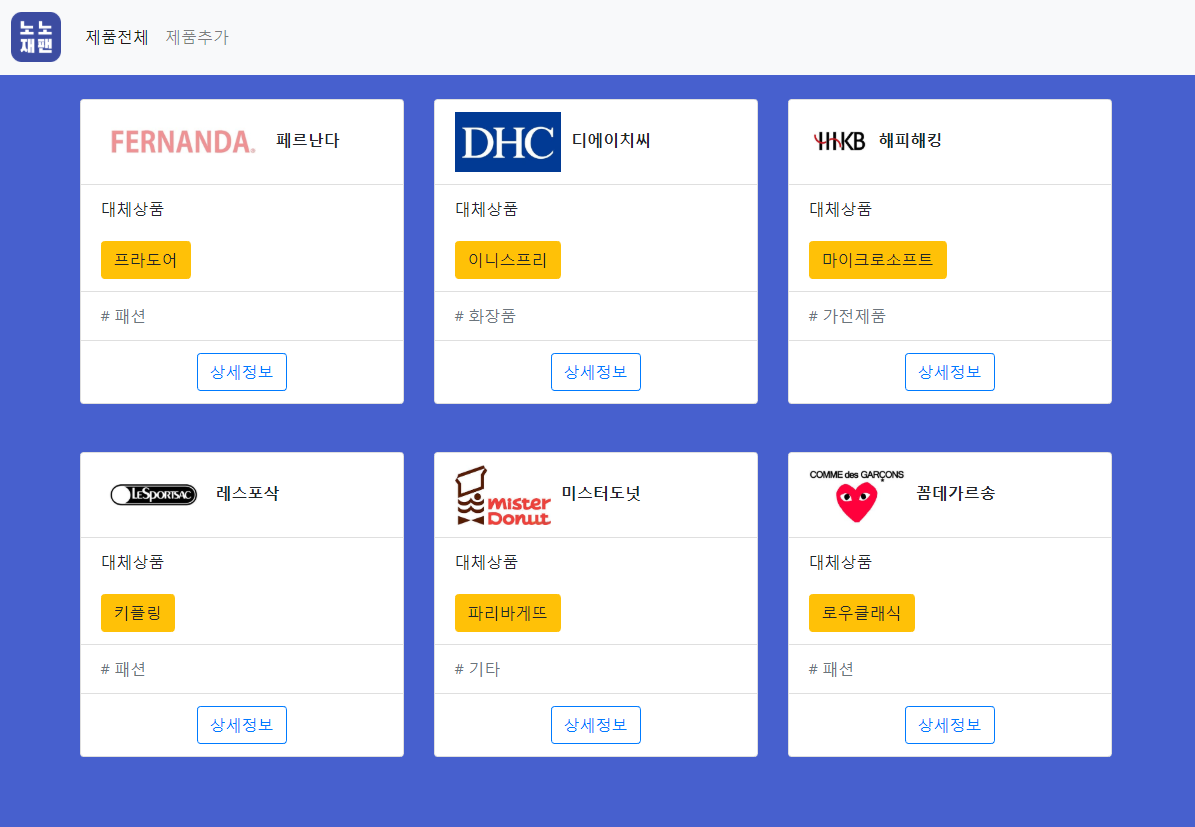 노노
재팬
제품전체 제품추가
FERNANDA. 페르난다
DHC 디에이치씨
HHKB 해피해킹
대체상품
대체상품
대체상품
프라도어
이니스프리
마이크로소프트
# 패션
# 화장품
# 가전제품
상세정보
상세정보
상세정보
LESPORTSAC 레스포삭
mister
Donut
미스터도넛
COMME des GARÇONS
꼼데가르송
대체상품
대체상품
대체상품
키플링
파리바게뜨
로우클래식
# 패션
# 기타
# 패션
상세정보
상세정보
상세정보